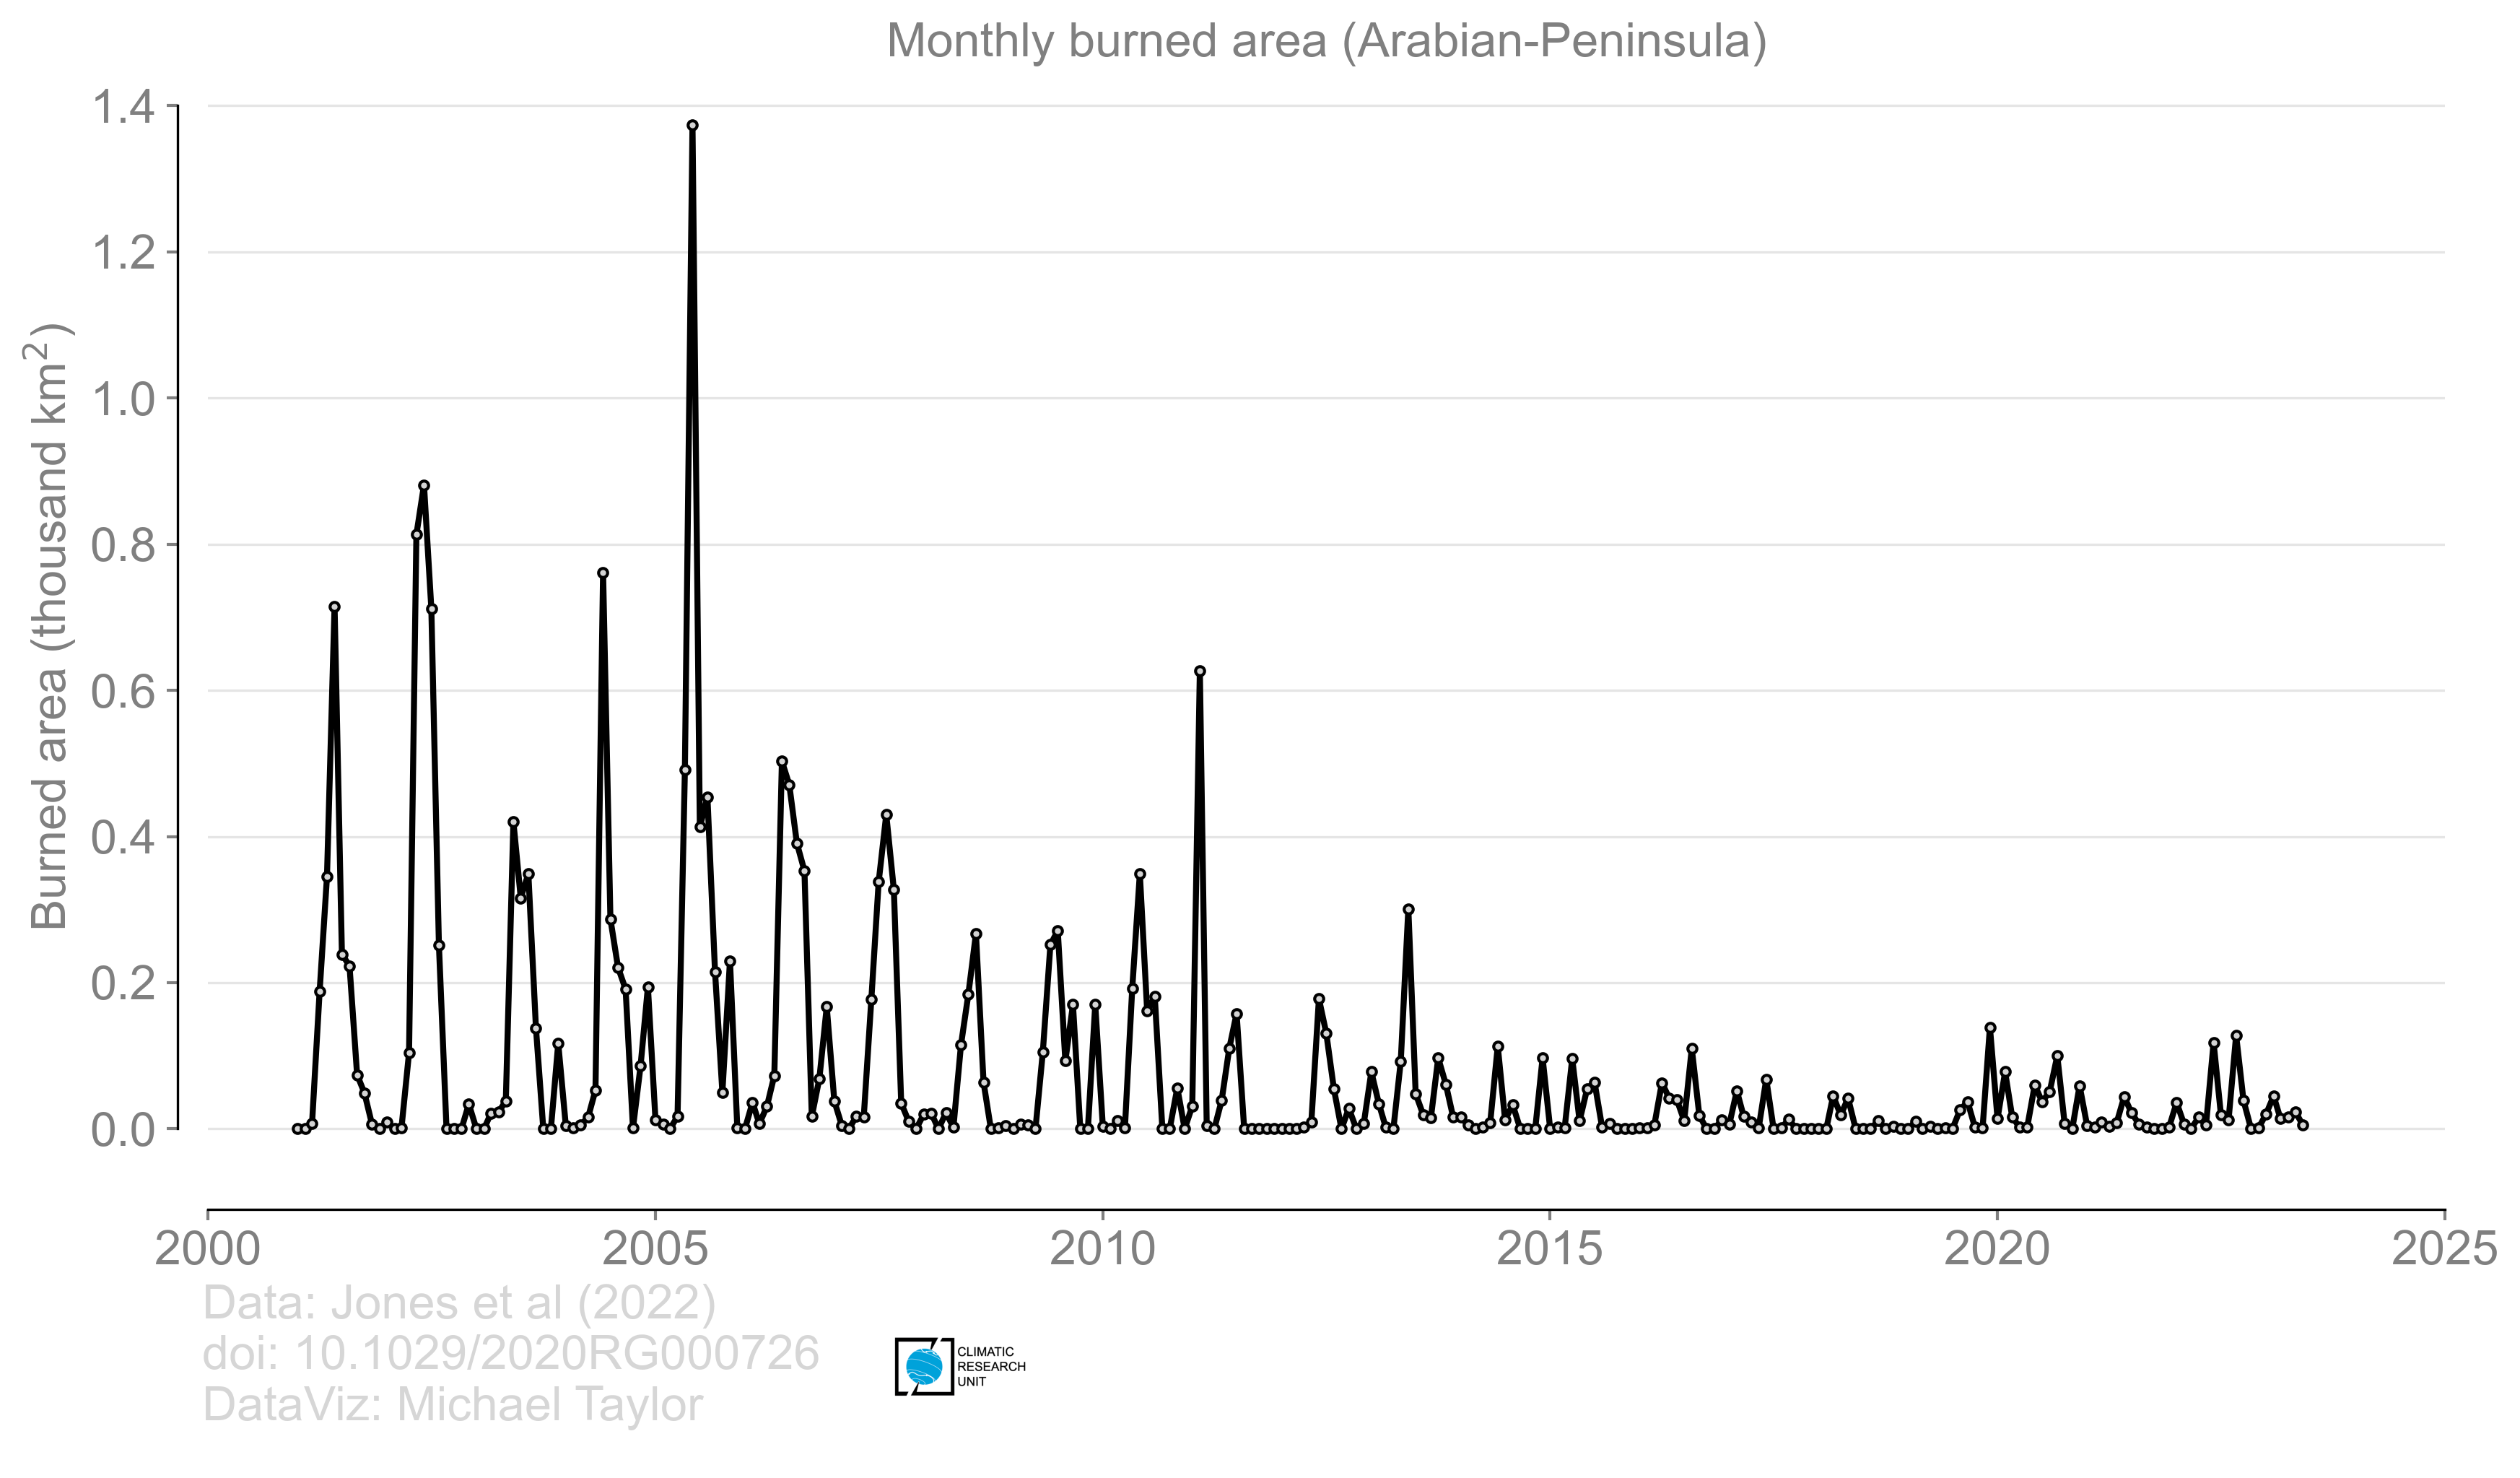 Monthly burned area (Arabian-Peninsula)
Burned area (thousand km²)
1.4
1.2
1.0
0.8
0.6
0.4
0.2
0.0
2000 2005 2010 2015 2020 2025
Data: Jones et al (2022)
doi: 10.1029/2020RG000726
DataViz: Michael Taylor
CLIMATIC
RESEARCH
UNIT